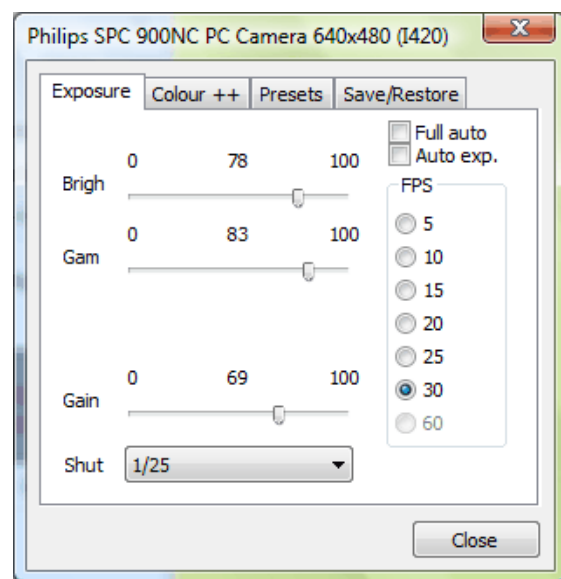 Philips SPC 900NC PC Camera 640x480 (I420)
Exposure Colour ++ Presets Save/Restore
Full auto
Auto exp.
0 78 100
Brigh
0 83 100
Gam
0 69 100
Gain
Shut 1/25
FPS
5
10
15
20
25
30
60
Close